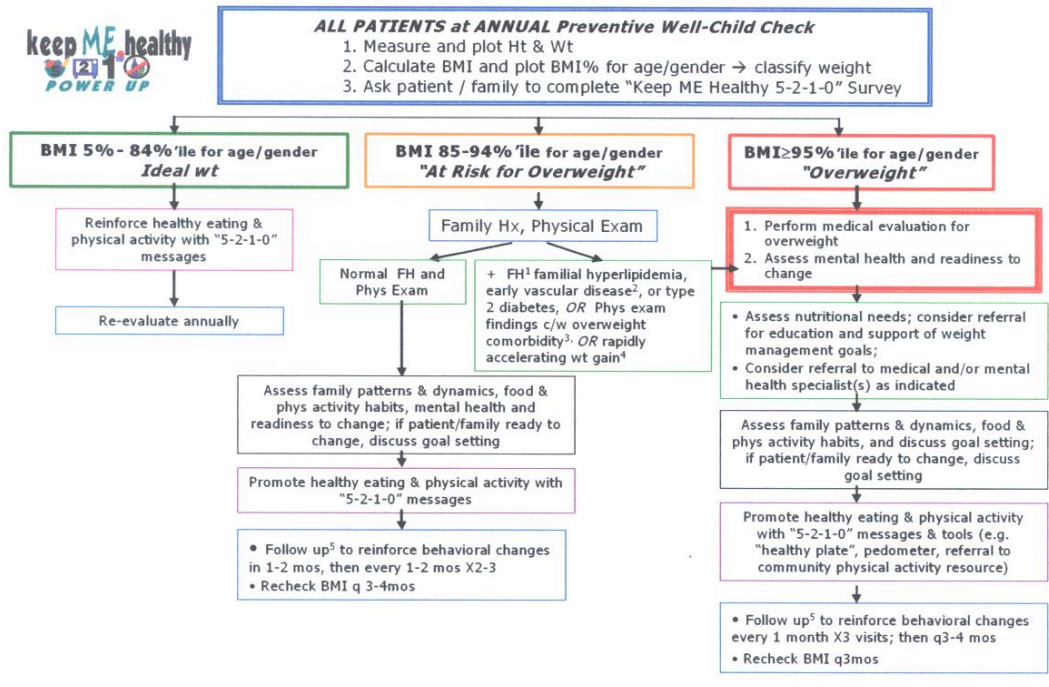 keep ME healthy
5 2 1 0
POWER UP
ALL PATIENTS at ANNUAL Preventive Well-Child Check
1. Measure and plot Ht & Wt
2. Calculate BMI and plot BMI% for age/gender → classify weight
3. Ask patient / family to complete “Keep ME Healthy 5-2-1-0” Survey
BMI 5%- 84%’ile for age/gender
Ideal wt
Reinforce healthy eating &
physical activity with “5-2-1-0”
messages
Re-evaluate annually
BMI 85-94%’ile for age/gender
“At Risk for Overweight”
Family Hx, Physical Exam
Normal FH and
Phys Exam
+ FH¹ familial hyperlipidemia,
early vascular disease², or type
2 diabetes, OR Phys exam
findings c/w overweight
comorbidity³, OR rapidly
accelerating wt gain⁴
Assess family patterns & dynamics, food &
phys activity habits, mental health and
readiness to change; if patient/family ready to
change, discuss goal setting
Promote healthy eating & physical activity with
“5-2-1-0” messages
• Follow up⁵ to reinforce behavioral changes
in 1-2 mos, then every 1-2 mos X2-3
• Recheck BMI q 3-4mos
BMI≥95%’ile for age/gender
“Overweight”
1. Perform medical evaluation for
overweight
2. Assess mental health and readiness to
change
• Assess nutritional needs; consider referral
for education and support of weight
management goals;
• Consider referral to medical and/or mental
health specialist(s) as indicated
Assess family patterns & dynamics, food &
phys activity habits, and discuss goal setting;
if patient/family ready to change, discuss
goal setting
Promote healthy eating & physical activity
with “5-2-1-0” messages & tools (e.g.
“healthy plate”, pedometer, referral to
community physical activity resource)
• Follow up⁵ to reinforce behavioral changes
every 1 month X3 visits; then q3-4 mos
• Recheck BMI q3mos